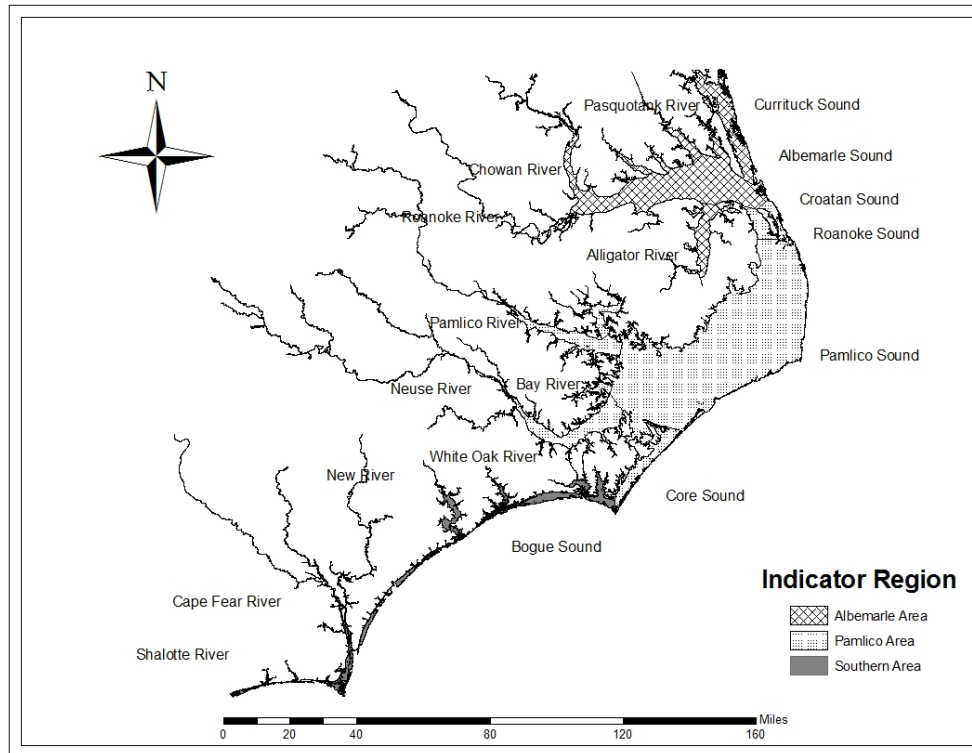 N
Pasquotank River
Currituck Sound
Albemarle Sound
Chowan River
Croatan Sound
Roanoke River
Roanoke Sound
Alligator River
Pamlico River
Pamlico Sound
Bay River
Neuse River
White Oak River
New River
Core Sound
Bogue Sound
Indicator Region
Cape Fear River
Albemarle Area
Pamlico Area
Shalotte River
Southern Area
Miles
0 20 40 80 120 160